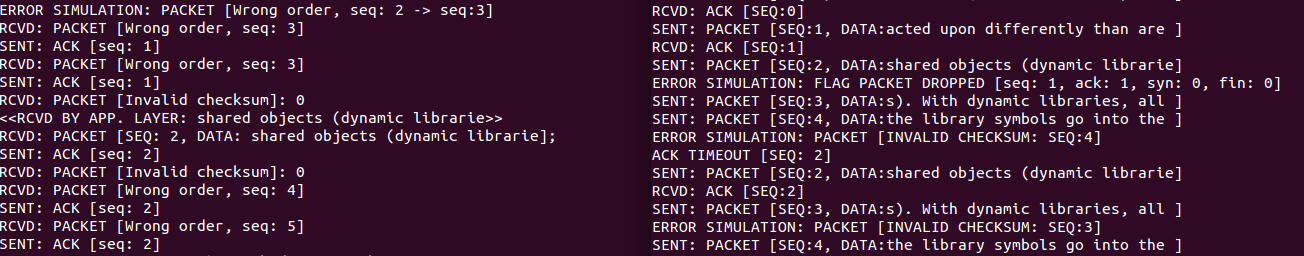 ERROR SIMULATION: PACKET [Wrong order, seq: 2 -> seq:3]
RCVD: PACKET [Wrong order, seq: 3]
SENT: ACK [seq: 1]
RCVD: PACKET [Wrong order, seq: 3]
SENT: ACK [seq: 1]
RCVD: PACKET [Invalid checksum]: 0
<<RCVD BY APP. LAYER: shared objects (dynamic librarie>>
RCVD: PACKET [SEQ: 2, DATA: shared objects (dynamic librarie];
SENT: ACK [seq: 2]
RCVD: PACKET [Invalid checksum]: 0
RCVD: PACKET [Wrong order, seq: 4]
SENT: ACK [seq: 2]
RCVD: PACKET [Wrong order, seq: 5]
SENT: ACK [seq: 2]
RCVD: ACK [SEQ:0]
SENT: PACKET [SEQ:1, DATA:acted upon differently than are ]
RCVD: ACK [SEQ:1]
SENT: PACKET [SEQ:2, DATA:shared objects (dynamic librarie]
ERROR SIMULATION: FLAG PACKET DROPPED [seq: 1, ack: 1, syn: 0, fin: 0]
SENT: PACKET [SEQ:3, DATA:s). With dynamic libraries, all ]
SENT: PACKET [SEQ:4, DATA:the library symbols go into the ]
ERROR SIMULATION: PACKET [INVALID CHECKSUM: SEQ:4]
ACK TIMEOUT [SEQ: 2]
SENT: PACKET [SEQ:2, DATA:shared objects (dynamic librarie]
RCVD: ACK [SEQ:2]
SENT: PACKET [SEQ:3, DATA:s). With dynamic libraries, all ]
ERROR SIMULATION: PACKET [INVALID CHECKSUM: SEQ:3]
SENT: PACKET [SEQ:4, DATA:the library symbols go into the ]